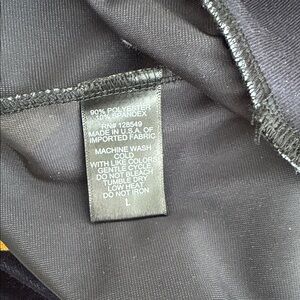 90% POLYESTER
10% SPANDEX
RN# 128549
MADE IN U.S.A. OF
IMPORTED FABRIC
MACHINE WASH
COLD
WITH LIKE COLORS
GENTLE CYCLE
DO NOT BLEACH
TUMBLE DRY
LOW HEAT
DO NOT IRON
L